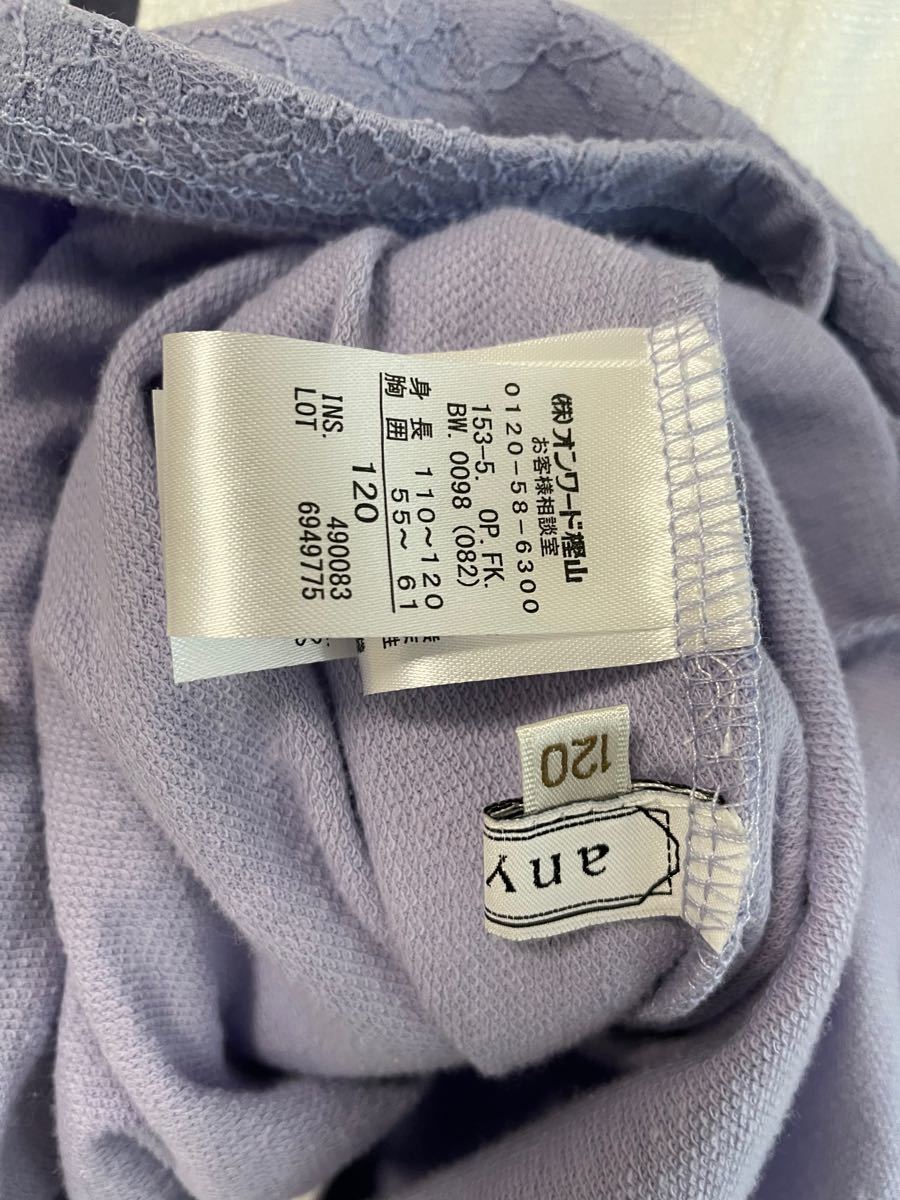 (株)オンワード樫山
お客様相談室
0120-58-6300
153-5. OP.FK.
BW. 0098 (082)
身長 110～120
胸囲 55～ 61
120
INS. 490083
LOT 6949775
120
any